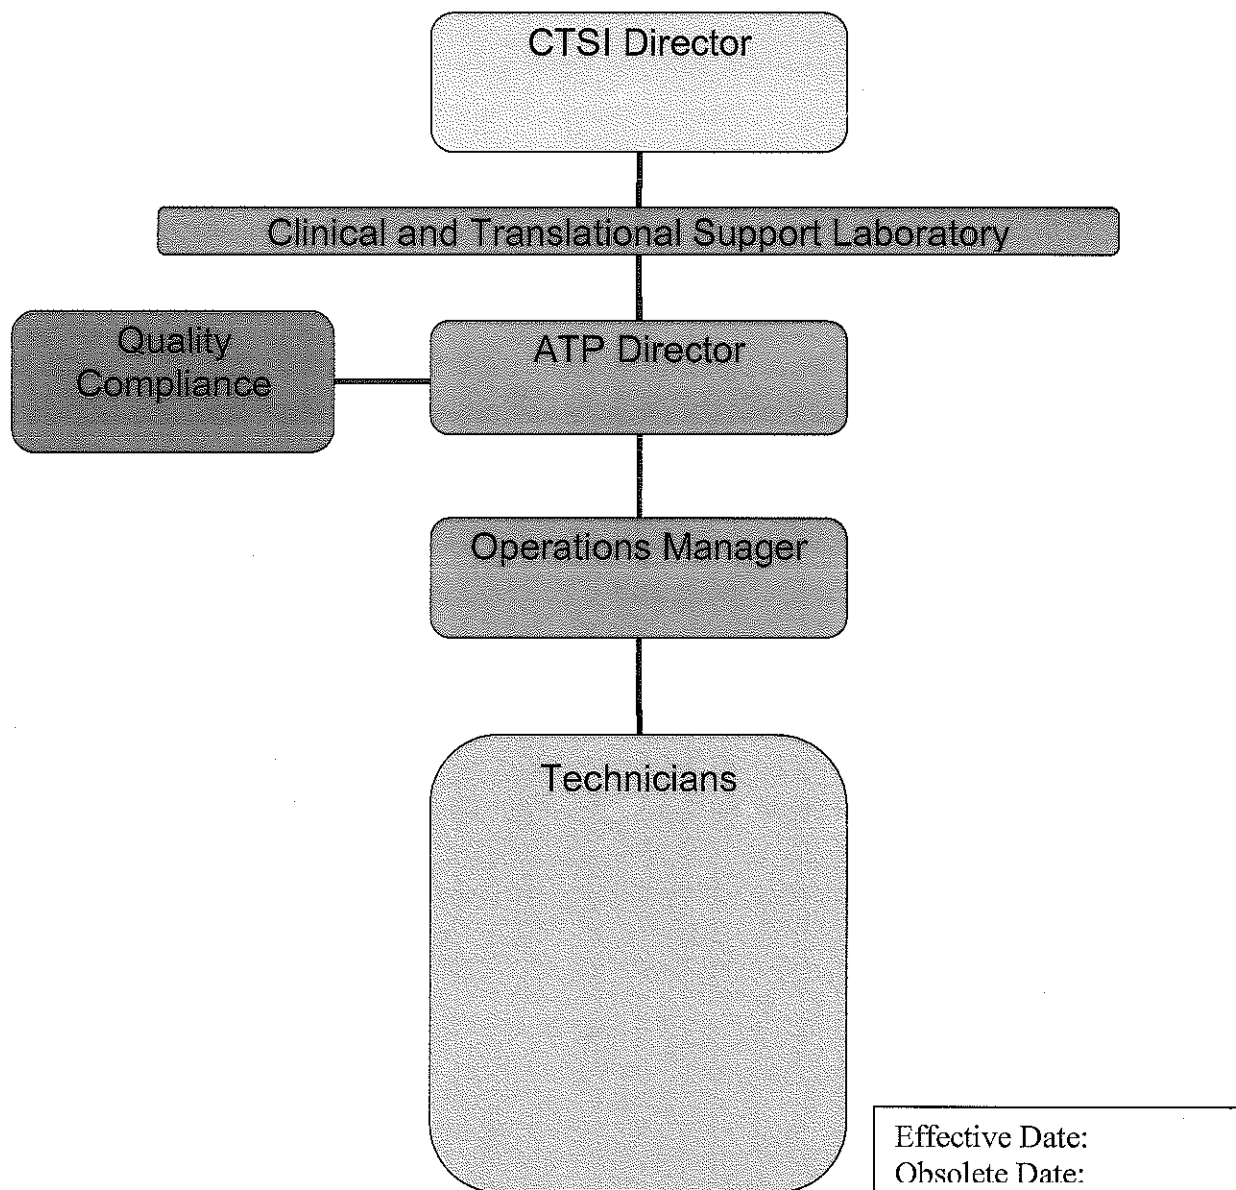 CTSI Director
Clinical and Translational Support Laboratory
Quality
Compliance
ATP Director
Operations Manager
Technicians
Effective Date:
Obsolete Date: